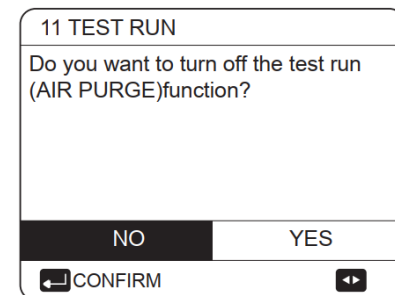 11 TEST RUN
Do you want to turn off the test run
(AIR PURGE)function?
NO YES
CONFIRM